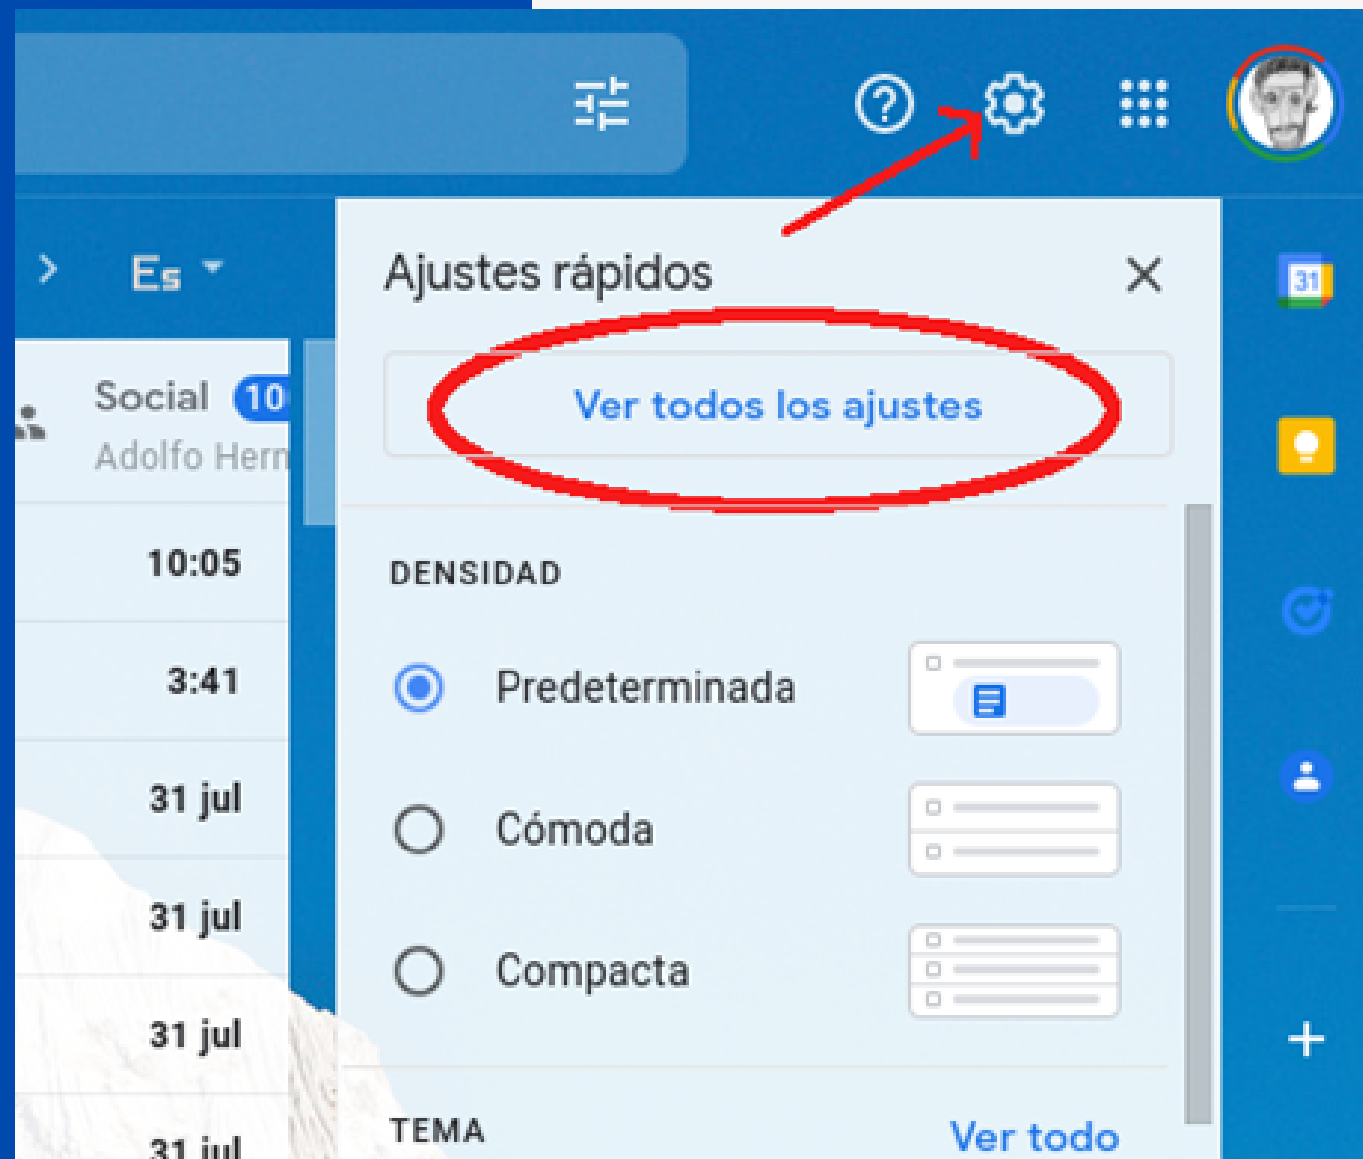 Es
Ajustes rápidos
Ver todos los ajustes
Social 10
Adolfo Hern
10:05
3:41
31 jul
31 jul
31 jul
31 jul
DENSIDAD
Predeterminada
Cómoda
Compacta
TEMA
Ver todo
31